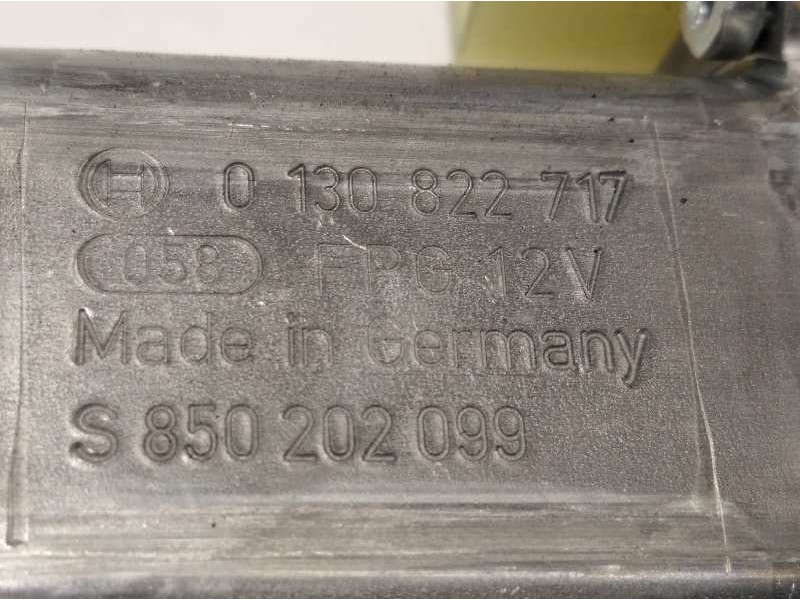 0 130 822 717
058 FPG 12V
Made in Germany
S 850 202 099